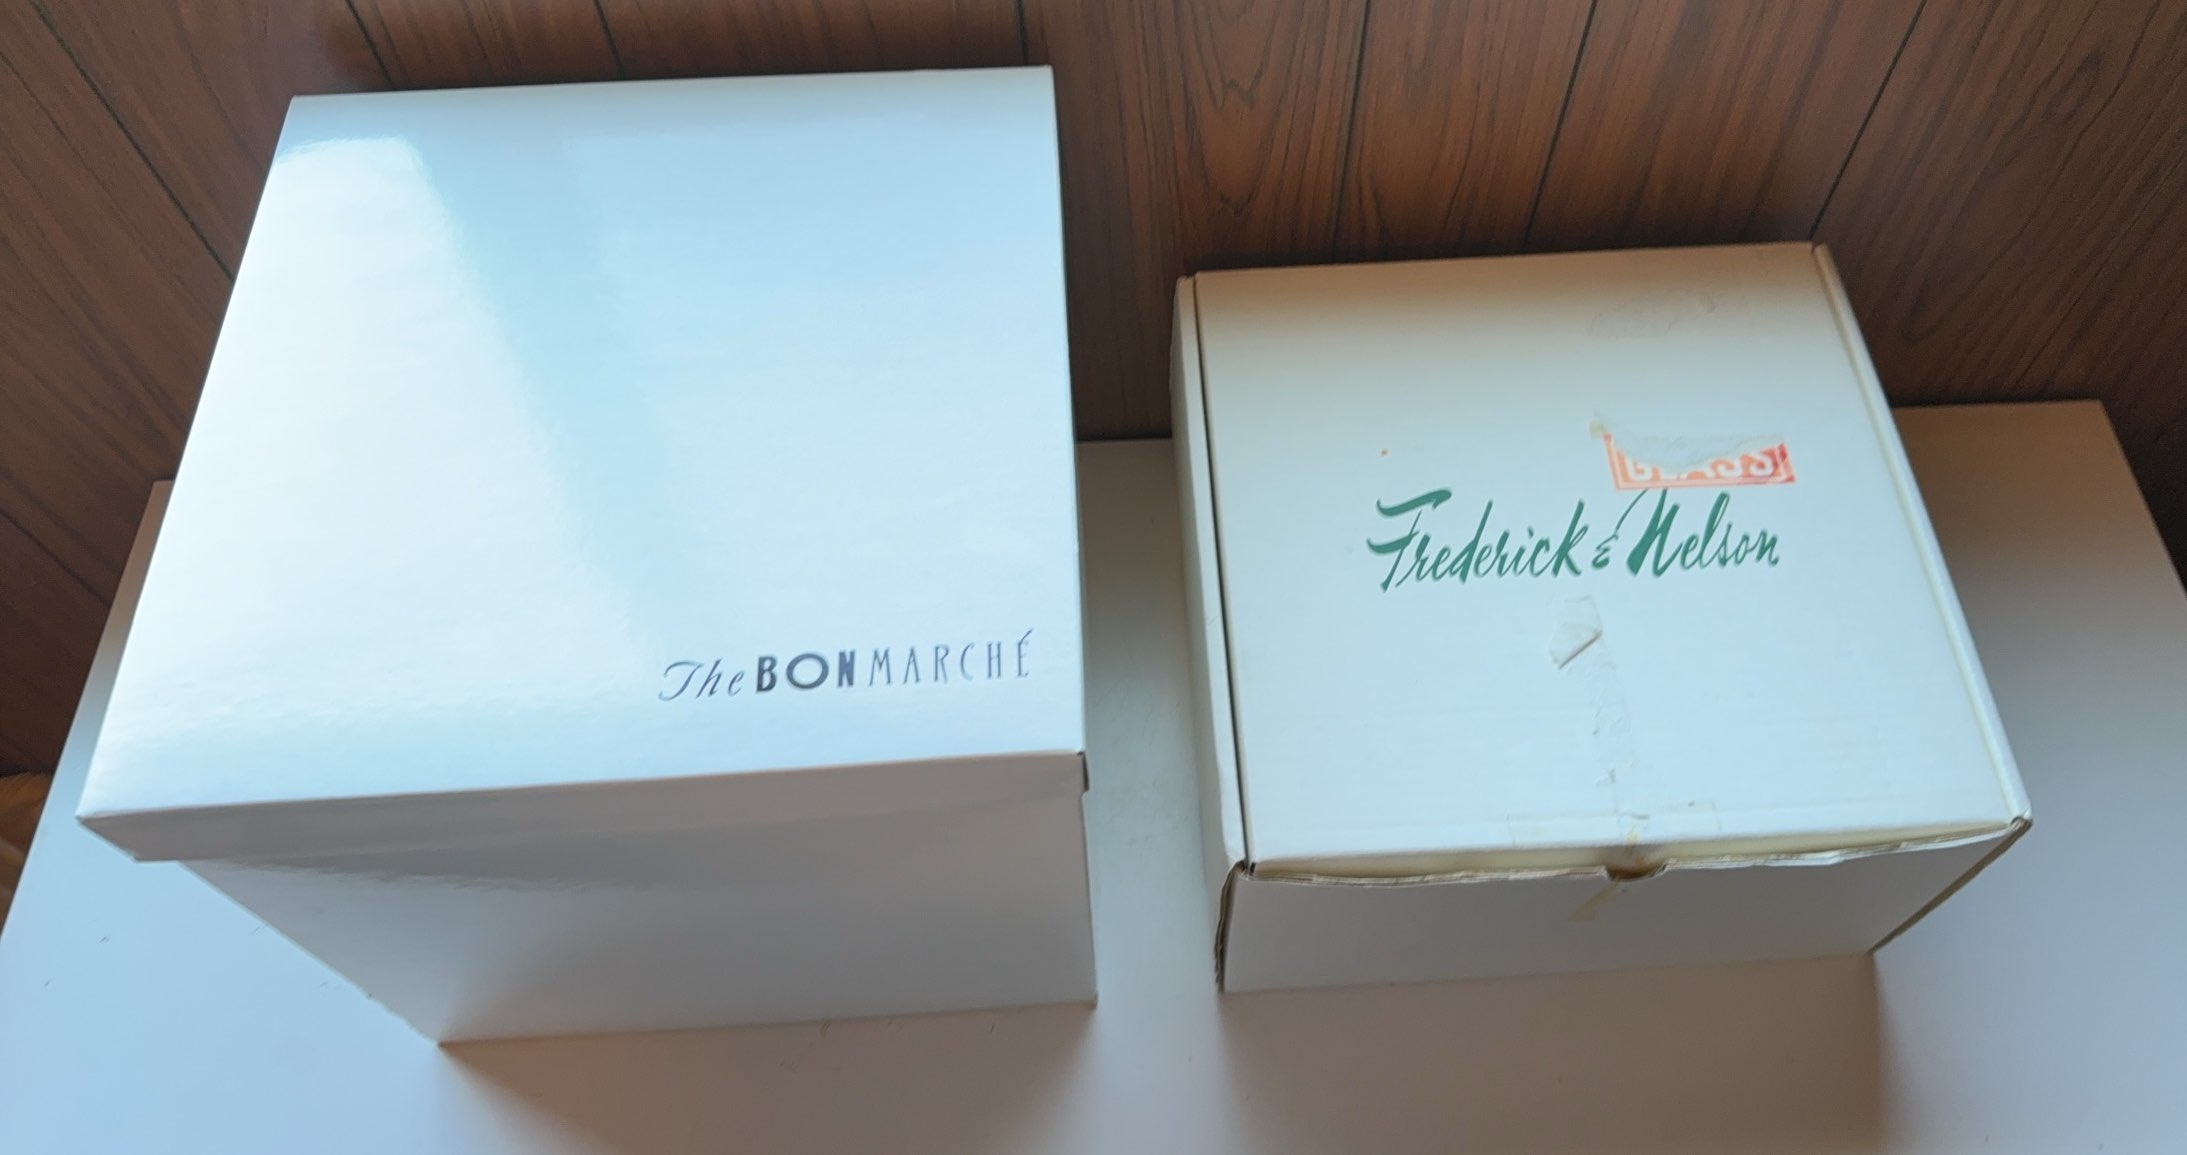 The BON MARCHÉ
GLASS
Frederick & Nelson